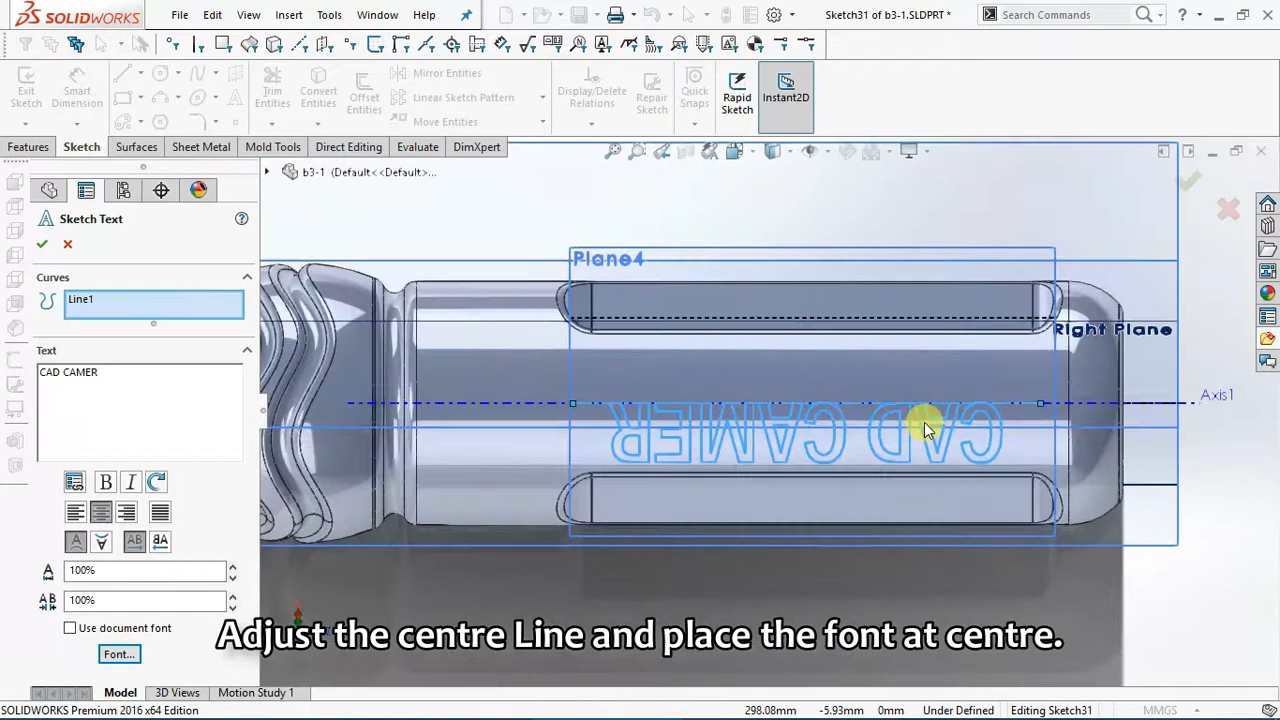 SOLIDWORKS File Edit View Insert Tools Window Help Sketch31 of b3-1.SLDPRT * Search Commands ?
Exit Sketch Smart Dimension Trim Entities Convert Entities Offset Entities Mirror Entities Linear Sketch Pattern Move Entities Display/Delete Relations Repair Sketch Quick Snaps Rapid Sketch Instant2D
Features Sketch Surfaces Sheet Metal Mold Tools Direct Editing Evaluate DimXpert
b3-1 (Default<<Default>...
Sketch Text
Curves
Line1
Text
CAD CAMER
100%
100%
Use document font
Font...
Plane4
Right Plane
Axis1
CAD CAMER
Adjust the centre Line and place the font at centre.
Model 3D Views Motion Study 1
SOLIDWORKS Premium 2016 x64 Edition 298.08mm -5.93mm 0mm Under Defined Editing Sketch31 MMGS